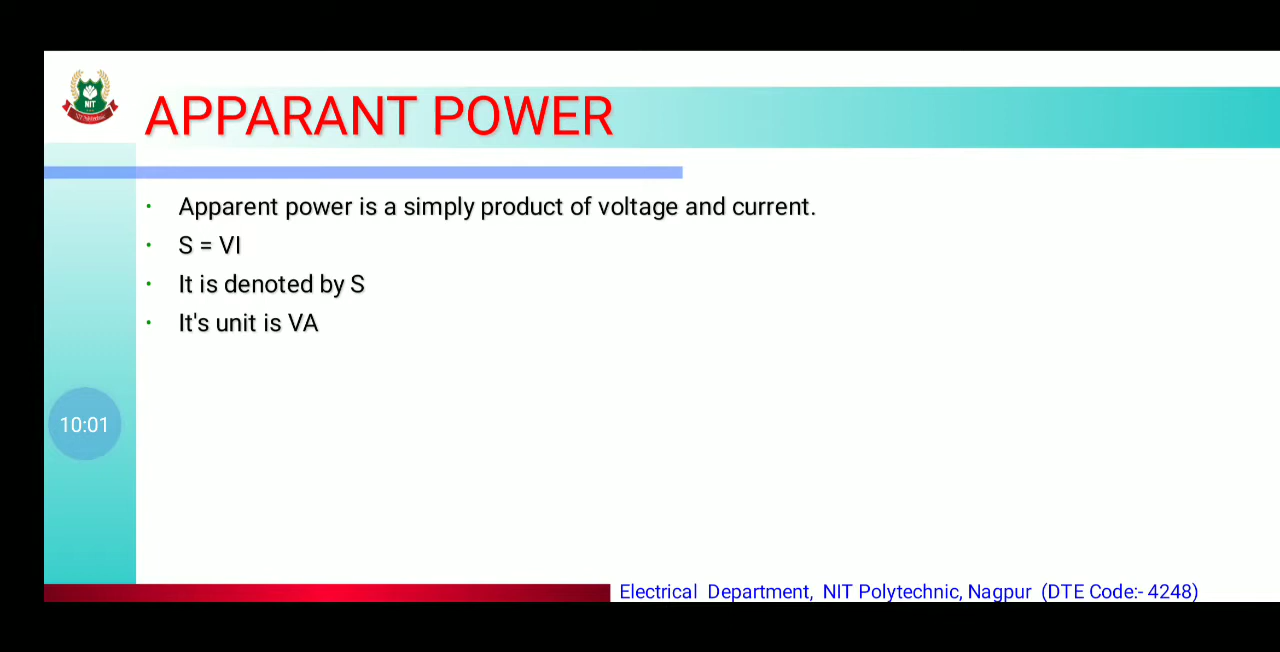 NIT
APPARANT POWER
• Apparent power is a simply product of voltage and current.
• S = VI
• It is denoted by S
• It's unit is VA
10:01
Electrical Department, NIT Polytechnic, Nagpur (DTE Code:- 4248)